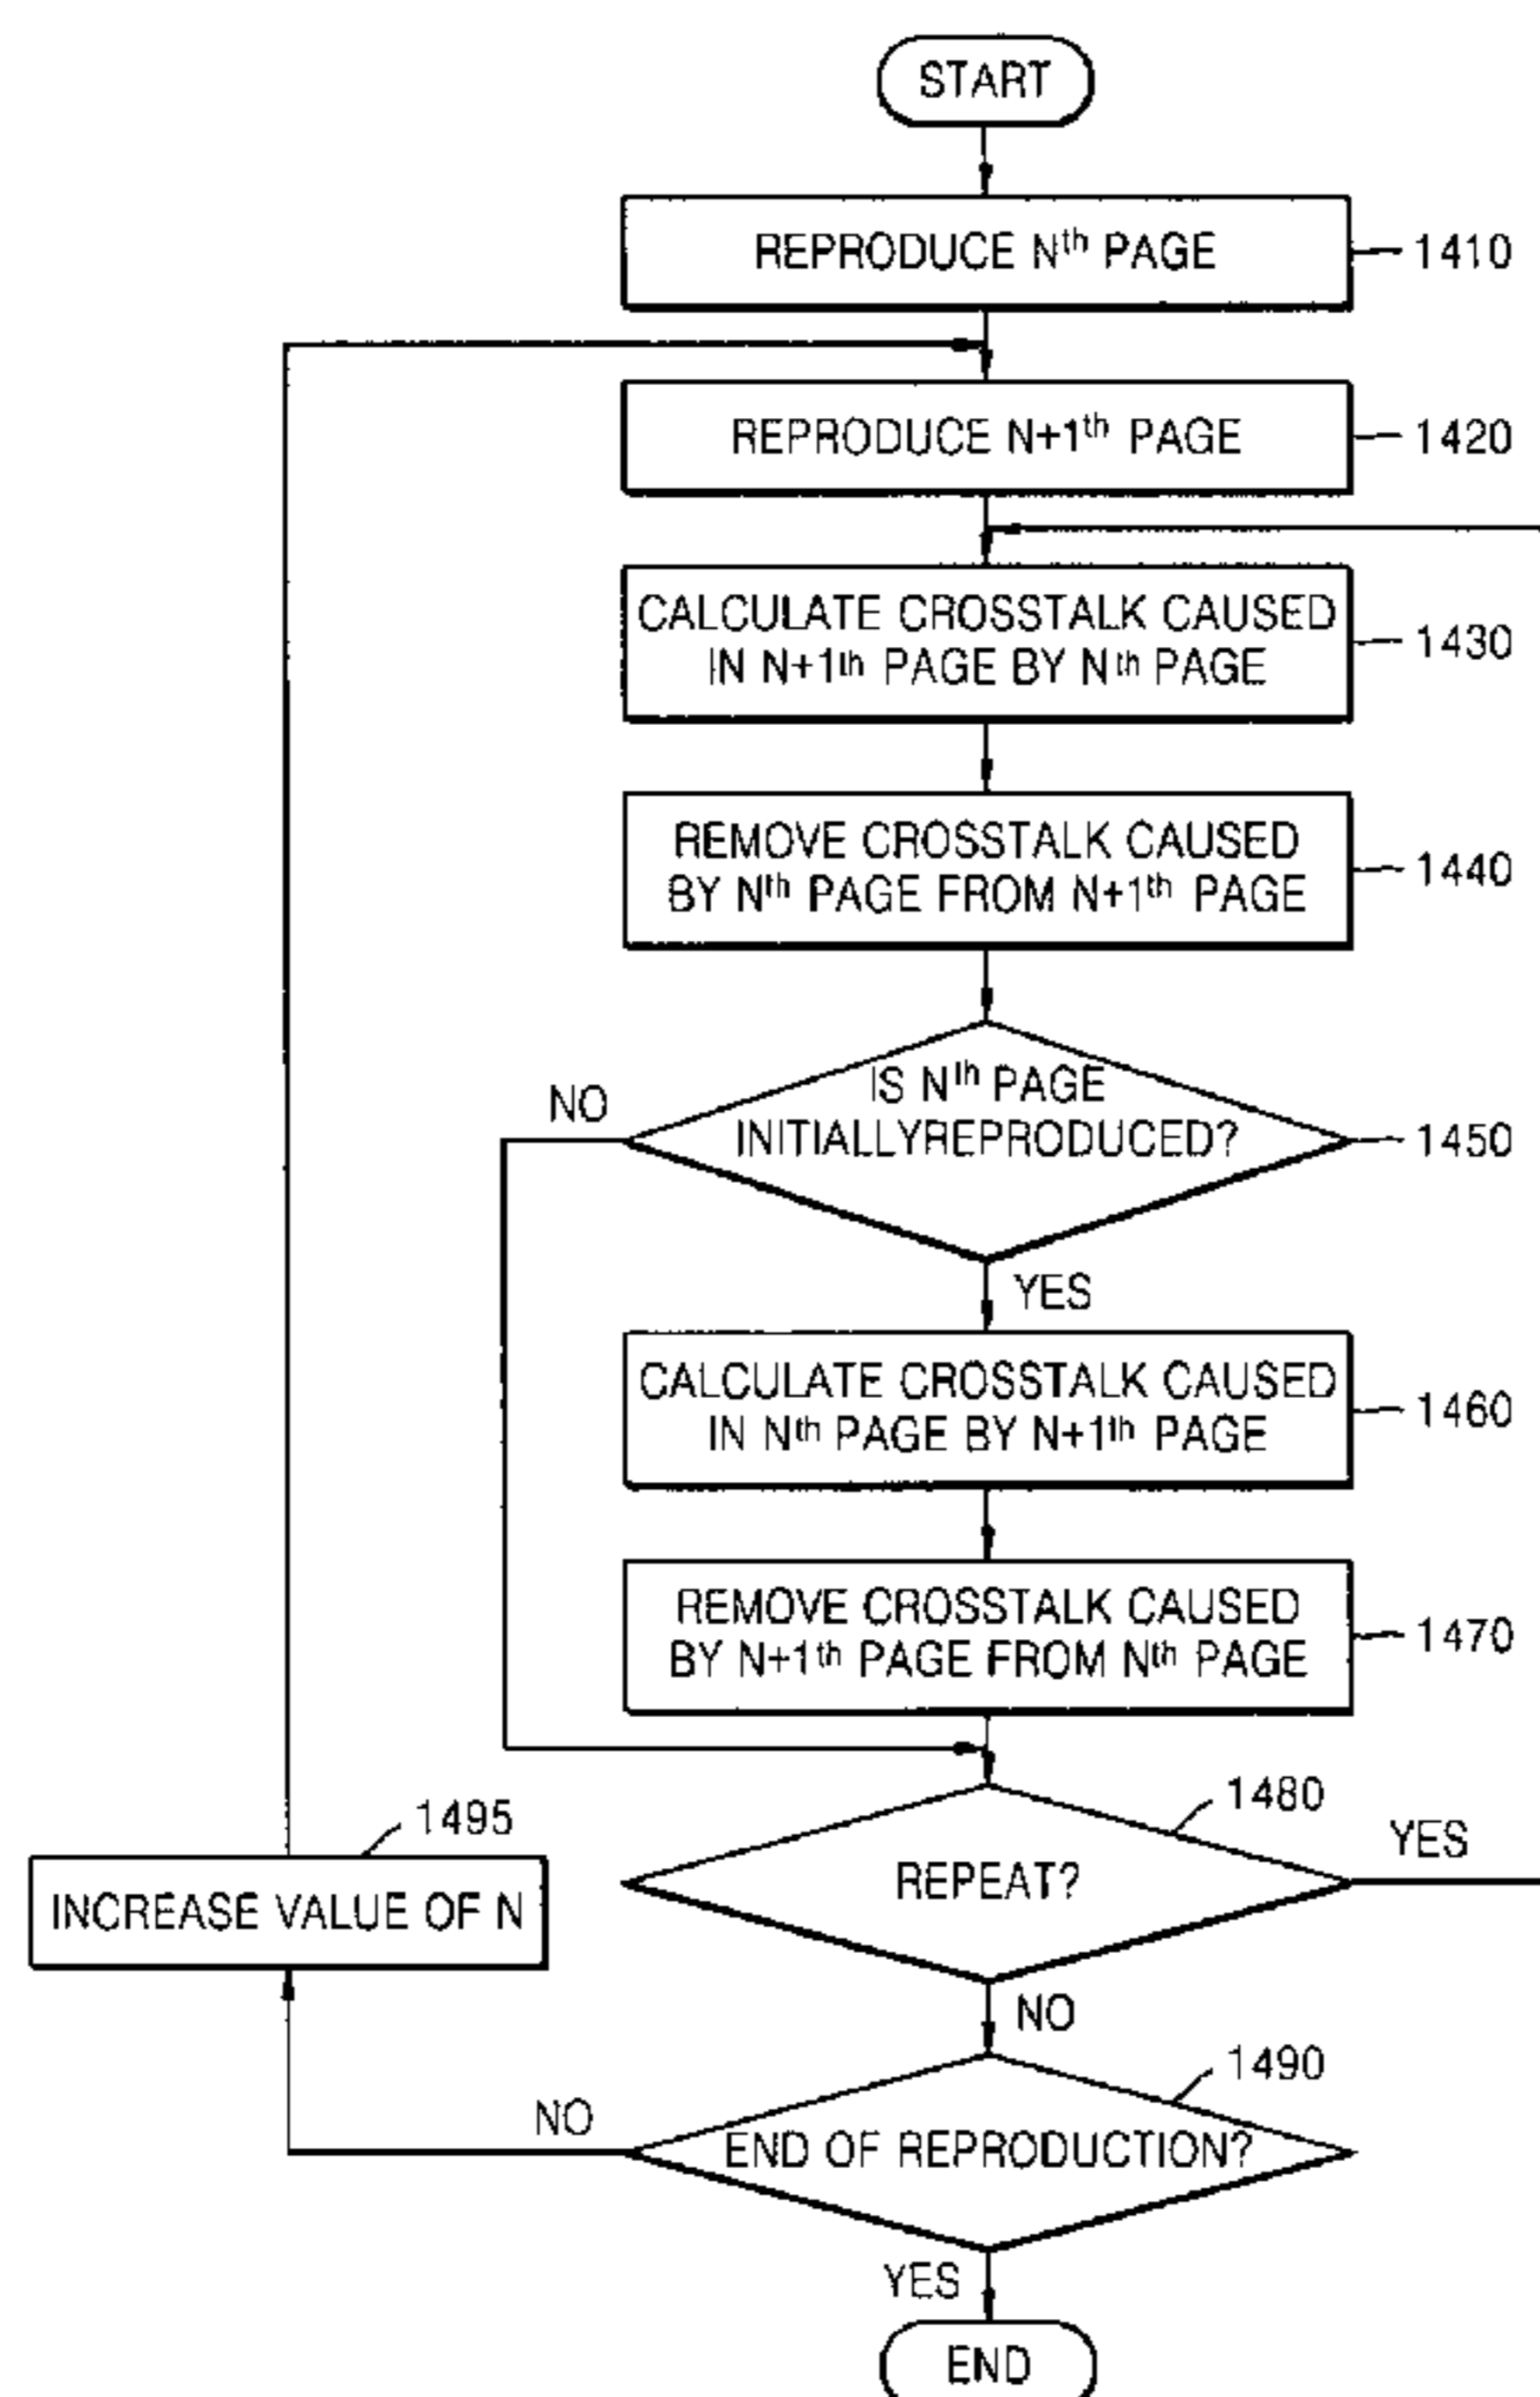 START
REPRODUCE Nth PAGE
1410
REPRODUCE N+1th PAGE
1420
CALCULATE CROSSTALK CAUSED
IN N+1th PAGE BY Nth PAGE
1430
REMOVE CROSSTALK CAUSED
BY Nth PAGE FROM N+1th PAGE
1440
IS Nth PAGE
INITIALLYREPRODUCED?
1450
NO
YES
CALCULATE CROSSTALK CAUSED
IN Nth PAGE BY N+1th PAGE
1460
REMOVE CROSSTALK CAUSED
BY N+1th PAGE FROM Nth PAGE
1470
1480
REPEAT?
YES
1495
INCREASE VALUE OF N
NO
1490
END OF REPRODUCTION?
NO
YES
END